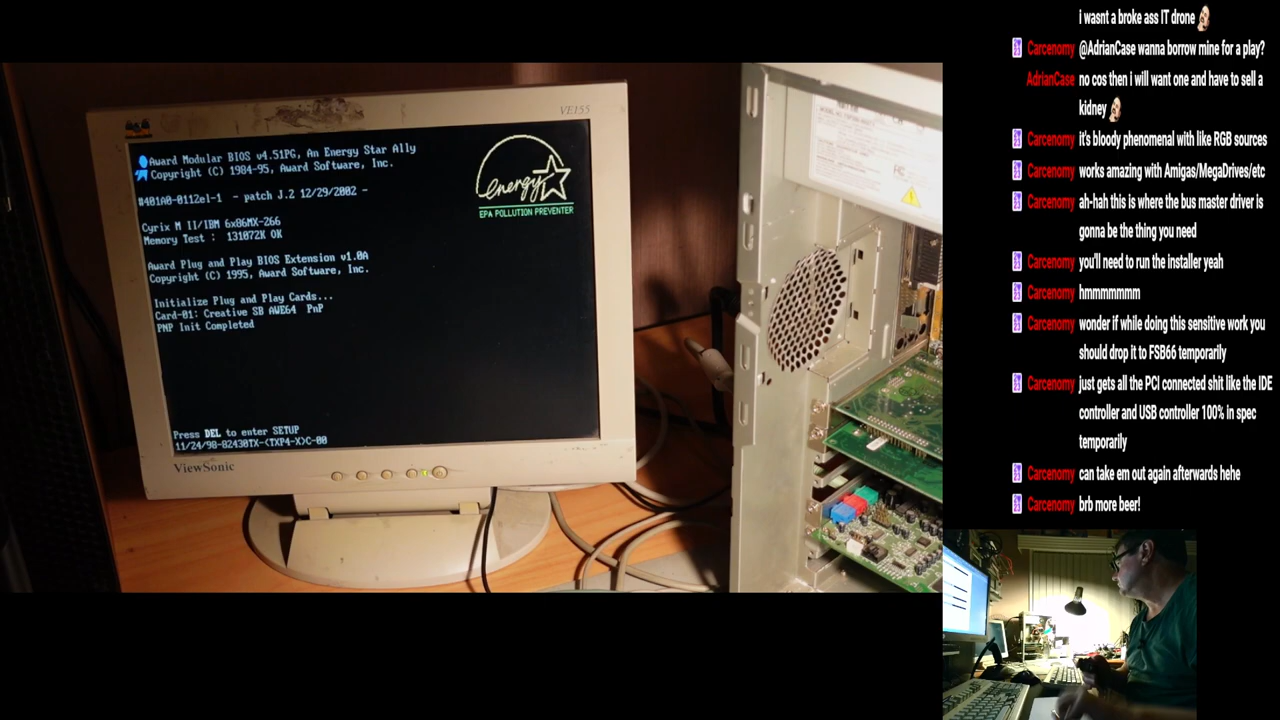 VE155
Award Modular BIOS v4.51PG, An Energy Star Ally
Copyright (C) 1984-95, Award Software, Inc.
#401A0-0112el-1 - patch J.2 12/29/2002 -
Cyrix M II/IBM 6x86MX-266
Memory Test : 131072K OK
Award Plug and Play BIOS Extension v1.0A
Copyright (C) 1995, Award Software, Inc.
Initialize Plug and Play Cards...
Card-01: Creative SB AWE64 PnP
PNP Init Completed
energy
EPA POLLUTION PREVENTER
Press DEL to enter SETUP
11/24/98-82430TX-(TXP4-X)C-00
ViewSonic
i wasnt a broke ass IT drone
Carcenomy @AdrianCase wanna borrow mine for a play?
AdrianCase no cos then i will want one and have to sell a
kidney
Carcenomy it's bloody phenomenal with like RGB sources
Carcenomy works amazing with Amigas/MegaDrives/etc
Carcenomy ah-hah this is where the bus master driver is
gonna be the thing you need
Carcenomy you'll need to run the installer yeah
Carcenomy hmmmmmmm
Carcenomy wonder if while doing this sensitive work you
should drop it to FSB66 temporarily
Carcenomy just gets all the PCI connected shit like the IDE
controller and USB controller 100% in spec
temporarily
Carcenomy can take em out again afterwards hehe
Carcenomy brb more beer!